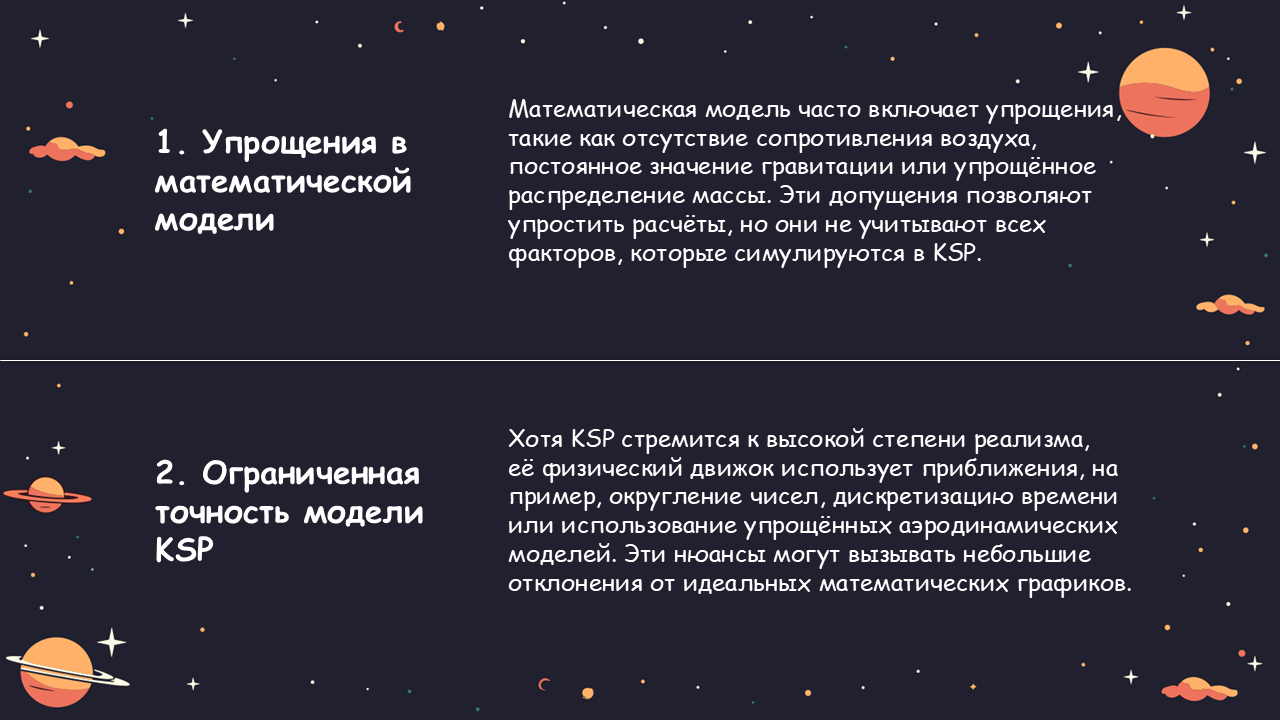 1. Упрощения в
математической
модели
Математическая модель часто включает упрощения,
такие как отсутствие сопротивления воздуха,
постоянное значение гравитации или упрощённое
распределение массы. Эти допущения позволяют
упростить расчёты, но они не учитывают всех
факторов, которые симулируются в KSP.
2. Ограниченная
точность модели
KSP
Хотя KSP стремится к высокой степени реализма,
её физический движок использует приближения, на
пример, округление чисел, дискретизацию времени
или использование упрощённых аэродинамических
моделей. Эти нюансы могут вызывать небольшие
отклонения от идеальных математических графиков.